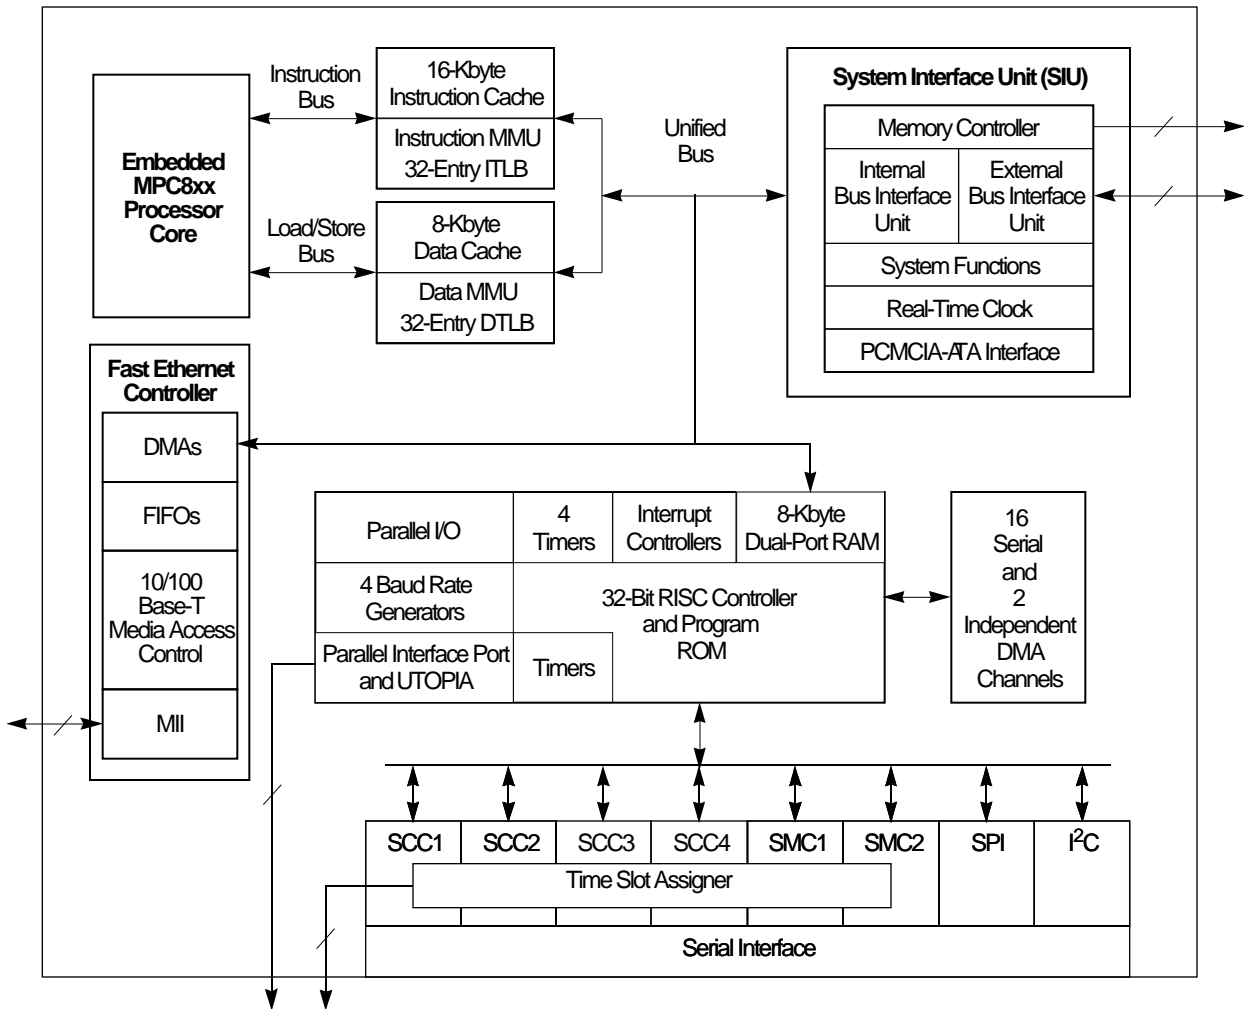 Embedded
MPC8xx
Processor
Core
Instruction
Bus
Load/Store
Bus
16-Kbyte
Instruction Cache
Instruction MMU
32-Entry ITLB
8-Kbyte
Data Cache
Data MMU
32-Entry DTLB
Unified
Bus
System Interface Unit (SIU)
Memory Controller
Internal
Bus Interface
Unit
External
Bus Interface
Unit
System Functions
Real-Time Clock
PCMCIA-ATA Interface
Fast Ethernet
Controller
DMAs
FIFOs
10/100
Base-T
Media Access
Control
MII
Parallel I/O
4
Timers
Interrupt
Controllers
8-Kbyte
Dual-Port RAM
4 Baud Rate
Generators
32-Bit RISC Controller
and Program
ROM
Parallel Interface Port
and UTOPIA
Timers
16
Serial
and
2
Independent
DMA
Channels
SCC1
SCC2
SCC3
SCC4
SMC1
SMC2
SPI
I²C
Time Slot Assigner
Serial Interface